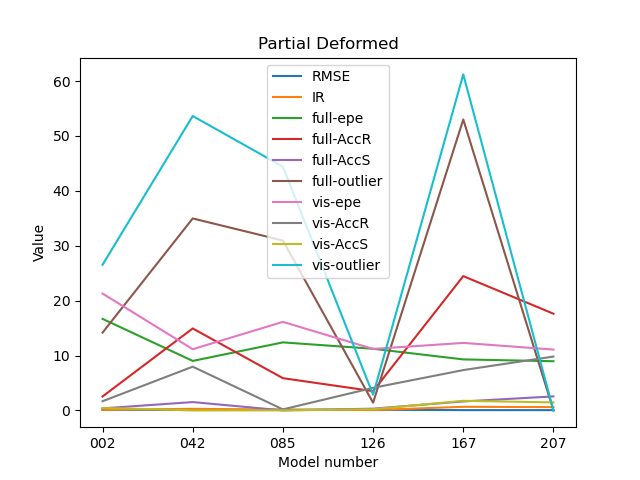 Partial Deformed
Value
60
50
40
30
20
10
0
RMSE
IR
full-epe
full-AccR
full-AccS
full-outlier
vis-epe
vis-AccR
vis-AccS
vis-outlier
002 042 085 126 167 207
Model number